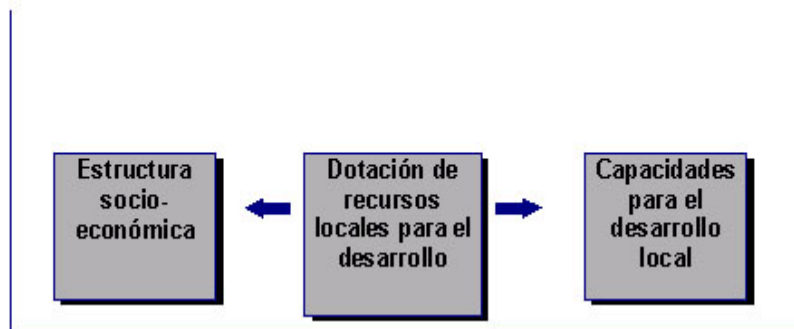 Estructura
socio-
económica
Dotación de
recursos
locales para el
desarrollo
Capacidades
para el
desarrollo
local